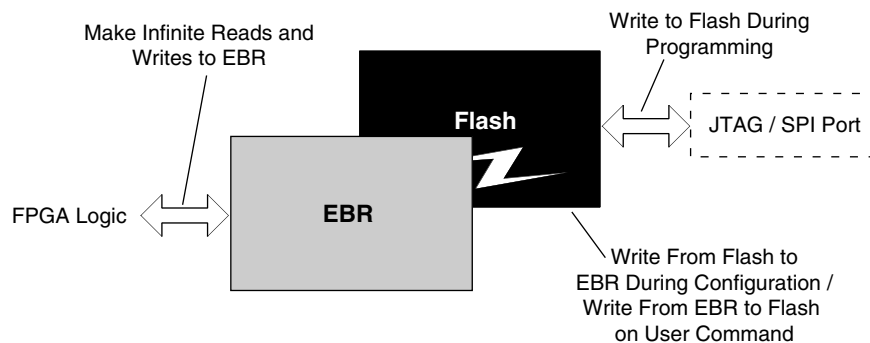 Make Infinite Reads and
Writes to EBR
Write to Flash During
Programming
Flash
JTAG / SPI Port
FPGA Logic
EBR
Write From Flash to
EBR During Configuration /
Write From EBR to Flash
on User Command